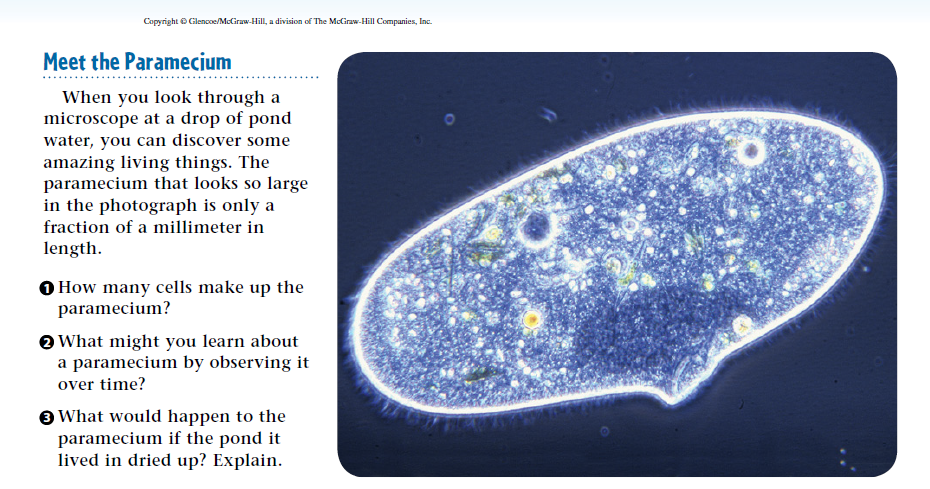 Copyright © Glencoe/McGraw-Hill, a division of The McGraw-Hill Companies, Inc.
Meet the Paramecium
When you look through a
microscope at a drop of pond
water, you can discover some
amazing living things. The
paramecium that looks so large
in the photograph is only a
fraction of a millimeter in
length.
❶ How many cells make up the
paramecium?
❷ What might you learn about
a paramecium by observing it
over time?
❸ What would happen to the
paramecium if the pond it
lived in dried up? Explain.